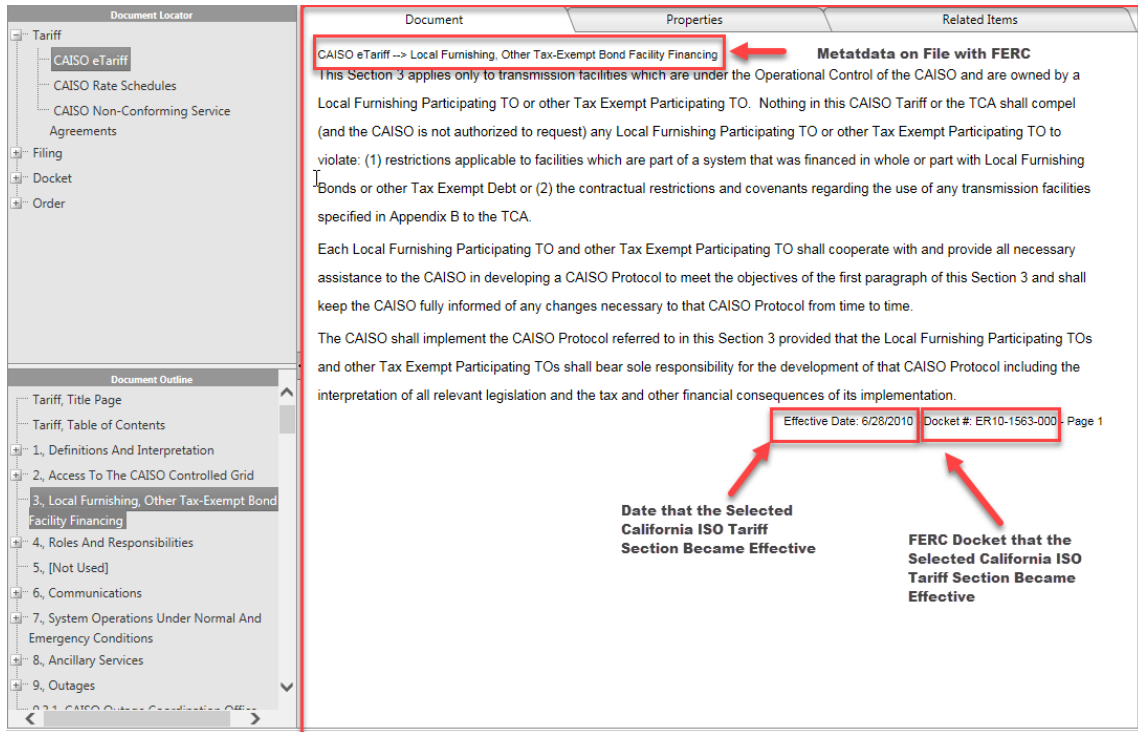 Document Locator
Tariff
CAISO eTariff
CAISO Rate Schedules
CAISO Non-Conforming Service
Agreements
Filing
Docket
Order
Document Outline
Tariff, Title Page
Tariff, Table of Contents
1., Definitions And Interpretation
2., Access To The CAISO Controlled Grid
3., Local Furnishing, Other Tax-Exempt Bond
Facility Financing
4., Roles And Responsibilities
5., [Not Used]
6., Communications
7., System Operations Under Normal And
Emergency Conditions
8., Ancillary Services
9., Outages
9.3.1, CAISO Outage Coordination Office
Document
Properties
Related Items
CAISO eTariff --> Local Furnishing, Other Tax-Exempt Bond Facility Financing
Metatdata on File with FERC
This Section 3 applies only to transmission facilities which are under the Operational Control of the CAISO and are owned by a
Local Furnishing Participating TO or other Tax Exempt Participating TO. Nothing in this CAISO Tariff or the TCA shall compel
(and the CAISO is not authorized to request) any Local Furnishing Participating TO or other Tax Exempt Participating TO to
violate: (1) restrictions applicable to facilities which are part of a system that was financed in whole or part with Local Furnishing
Bonds or other Tax Exempt Debt or (2) the contractual restrictions and covenants regarding the use of any transmission facilities
specified in Appendix B to the TCA.
Each Local Furnishing Participating TO and other Tax Exempt Participating TO shall cooperate with and provide all necessary
assistance to the CAISO in developing a CAISO Protocol to meet the objectives of the first paragraph of this Section 3 and shall
keep the CAISO fully informed of any changes necessary to that CAISO Protocol from time to time.
The CAISO shall implement the CAISO Protocol referred to in this Section 3 provided that the Local Furnishing Participating TOs
and other Tax Exempt Participating TOs shall bear sole responsibility for the development of that CAISO Protocol including the
interpretation of all relevant legislation and the tax and other financial consequences of its implementation.
Effective Date: 6/28/2010 Docket #: ER10-1563-000 - Page 1
Date that the Selected
California ISO Tariff
Section Became Effective
FERC Docket that the
Selected California ISO
Tariff Section Became
Effective